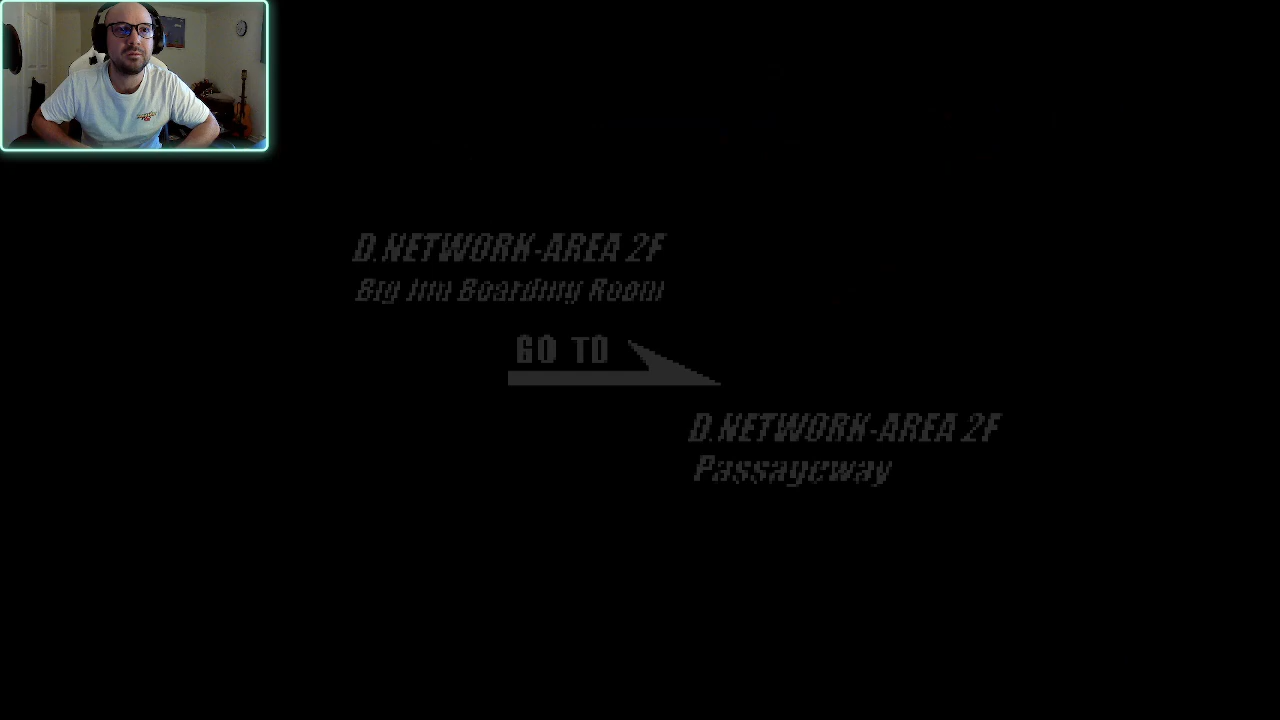 D.NETWORK-AREA 2F
Big Jim Boarding Room
GO TO
D.NETWORK-AREA 2F
Passageway